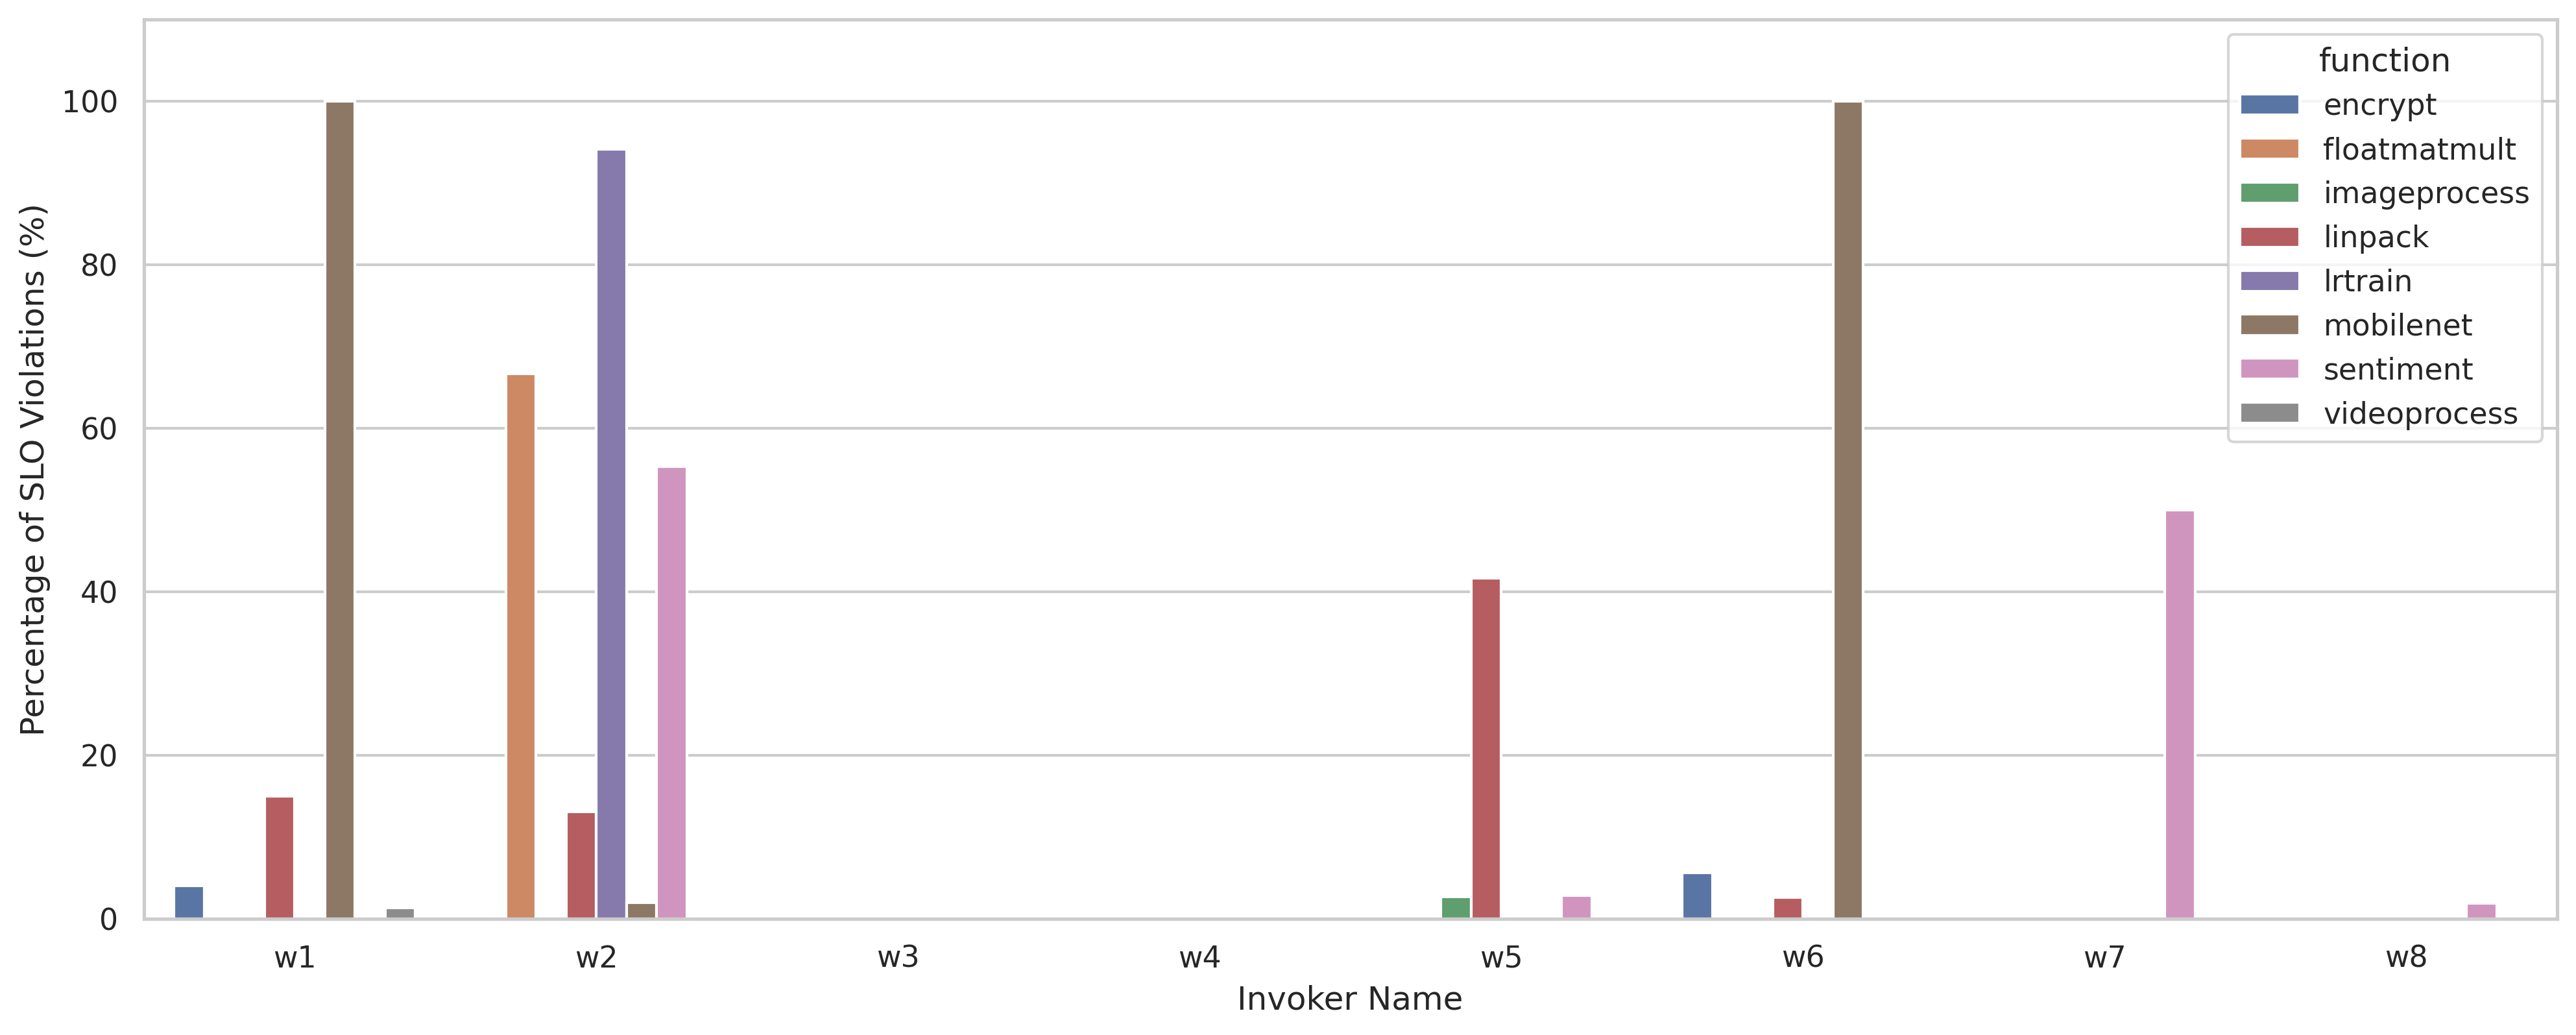 Percentage of SLO Violations (%)
100
80
60
40
20
0
w1 w2 w3 w4 w5 w6 w7 w8
Invoker Name
function
encrypt
floatmatmult
imageprocess
linpack
lrtrain
mobilenet
sentiment
videoprocess